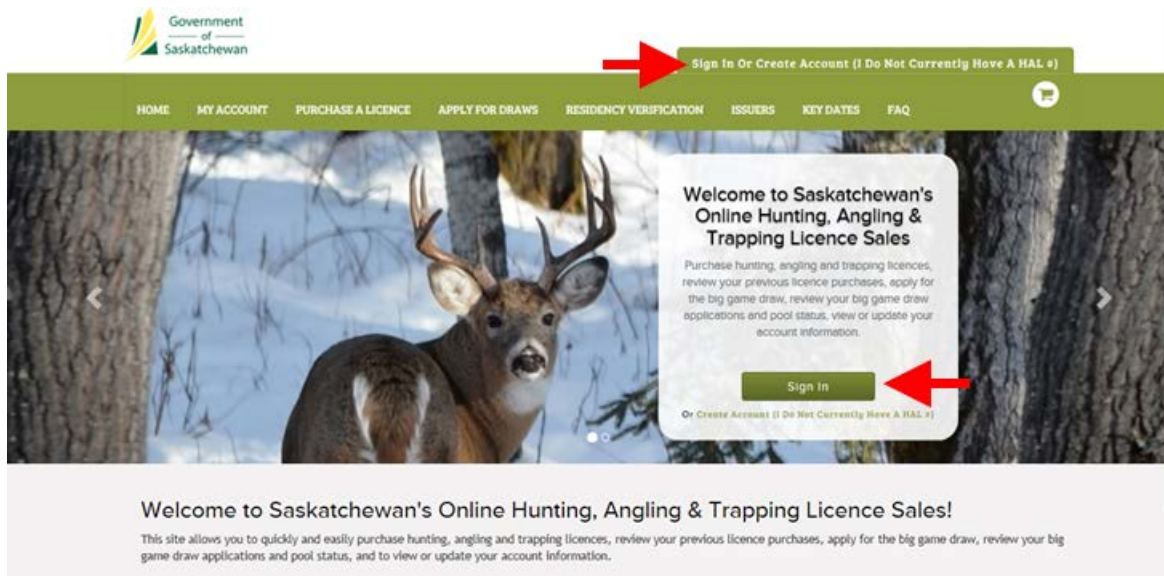 Government
of
Saskatchewan
Sign In Or Create Account (I Do Not Currently Have A HAL #)
HOME MY ACCOUNT PURCHASE A LICENCE APPLY FOR DRAWS RESIDENCY VERIFICATION ISSUERS KEY DATES FAQ
Welcome to Saskatchewan's
Online Hunting, Angling &
Trapping Licence Sales
Purchase hunting, angling and trapping licences,
review your previous licence purchases, apply for
the big game draw, review your big game draw
applications and pool status, view or update your
account information.
Sign In
Or Create Account (I Do Not Currently Have A HAL #)
Welcome to Saskatchewan's Online Hunting, Angling & Trapping Licence Sales!
This site allows you to quickly and easily purchase hunting, angling and trapping licences, review your previous licence purchases, apply for the big game draw, review your big
game draw applications and pool status, and to view or update your account information.